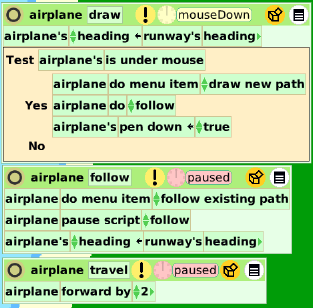 airplane draw ! mouseDown
airplane's heading ← runway's heading
Test airplane's is under mouse
airplane do menu item draw new path
Yes airplane do follow
airplane's pen down ← true
No
airplane follow ! paused
airplane do menu item follow existing path
airplane pause script follow
airplane's heading ← runway's heading
airplane travel ! paused
airplane forward by 2